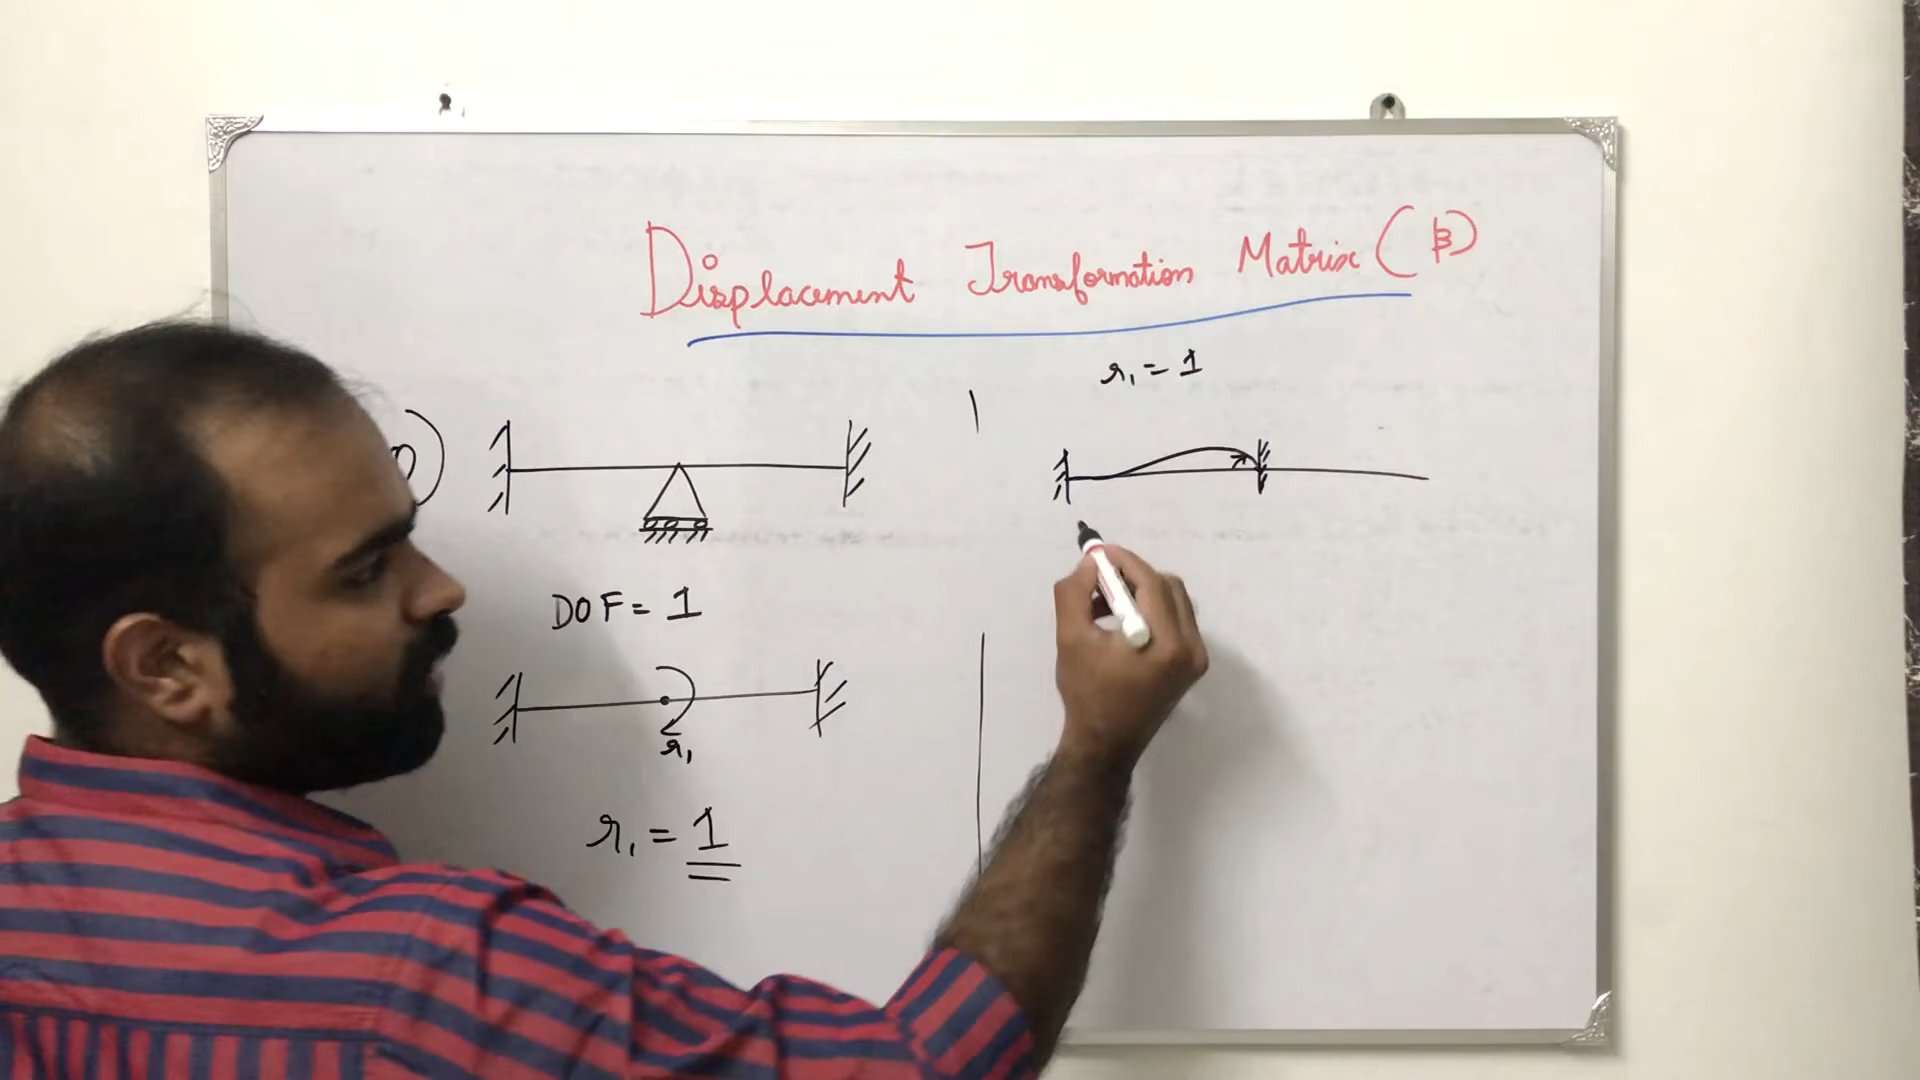 Displacement Transformation Matrix (β)
r₁ = 1
DOF = 1
r₁
r₁ = 1